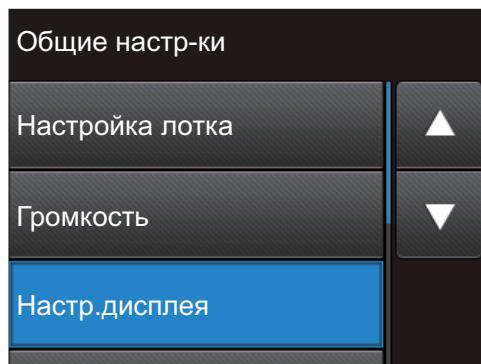 Общие настр-ки
Настройка лотка
Громкость
Настр.дисплея